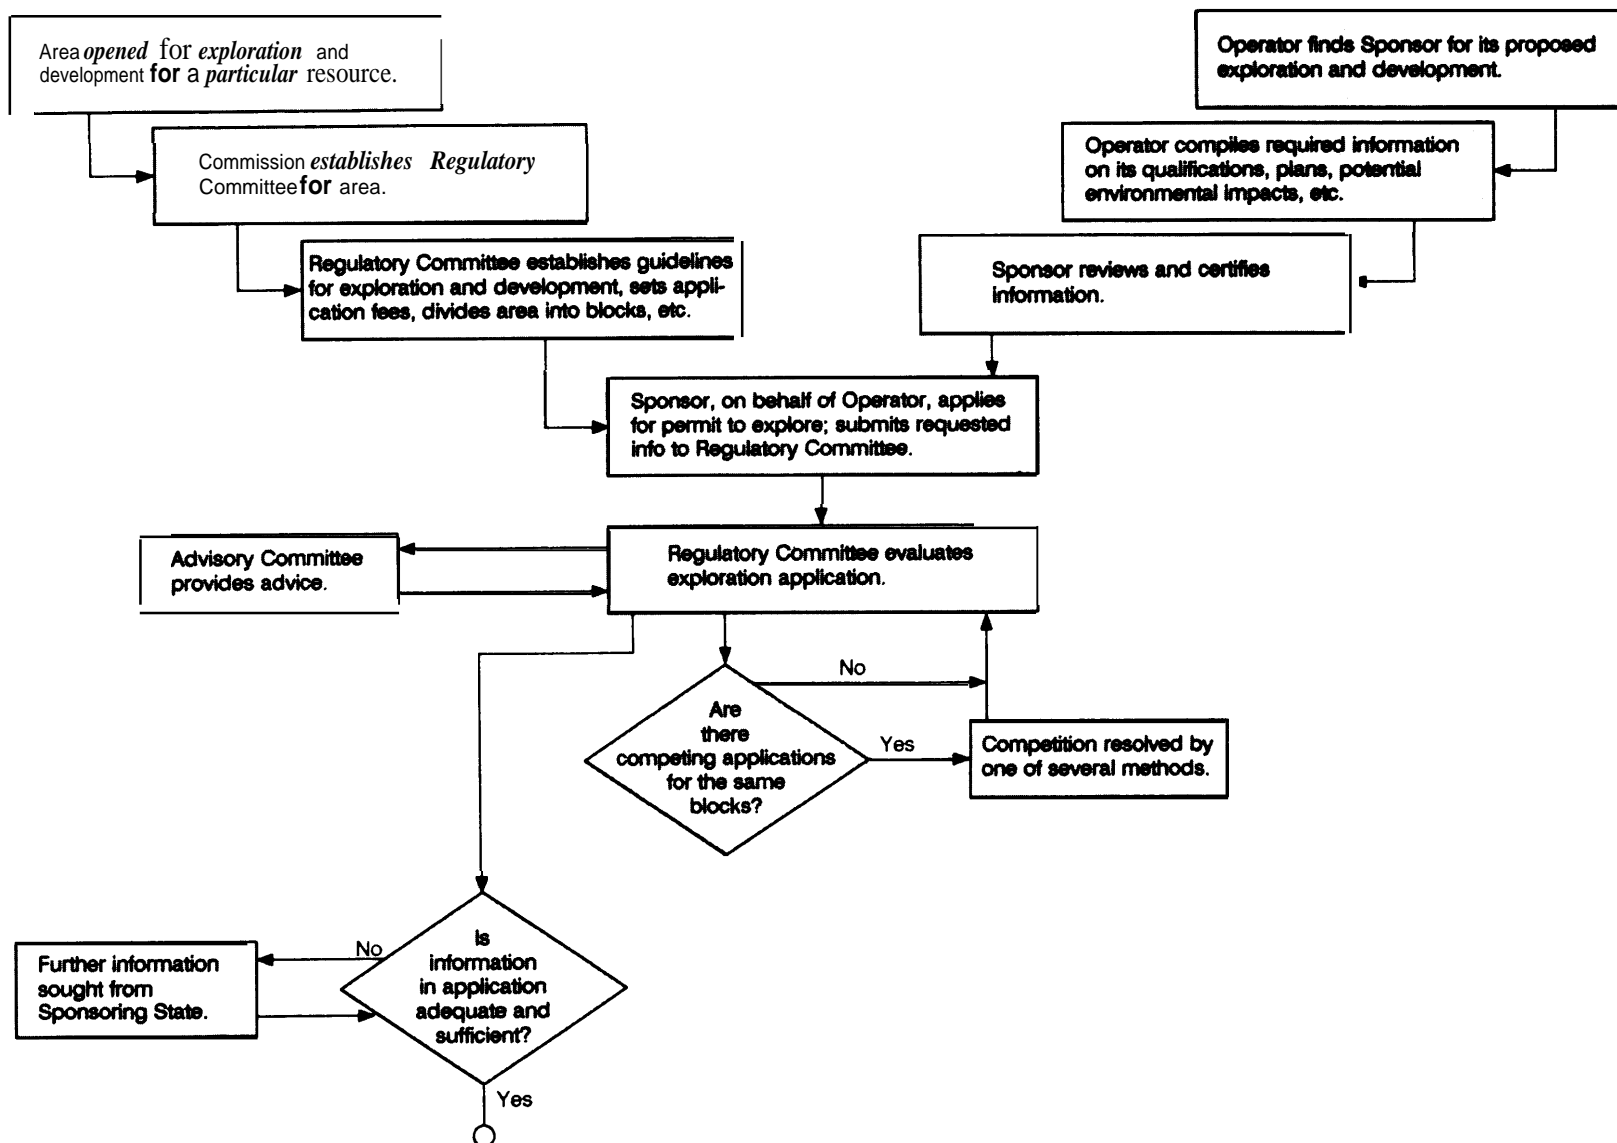 Area opened for exploration and
development for a particular resource.
Operator finds Sponsor for its proposed
exploration and development.
Commission establishes Regulatory
Committee for area.
Operator compiles required information
on its qualifications, plans, potential
environmental impacts, etc.
Regulatory Committee establishes guidelines
for exploration and development, sets appli-
cation fees, divides area into blocks, etc.
Sponsor reviews and certifies
information.
Sponsor, on behalf of Operator, applies
for permit to explore; submits requested
info to Regulatory Committee.
Advisory Committee
provides advice.
Regulatory Committee evaluates
exploration application.
No
Are
there
competing applications
for the same
blocks?
Yes
Competition resolved by
one of several methods.
Is
information
in application
adequate and
sufficient?
No
Further information
sought from
Sponsoring State.
Yes